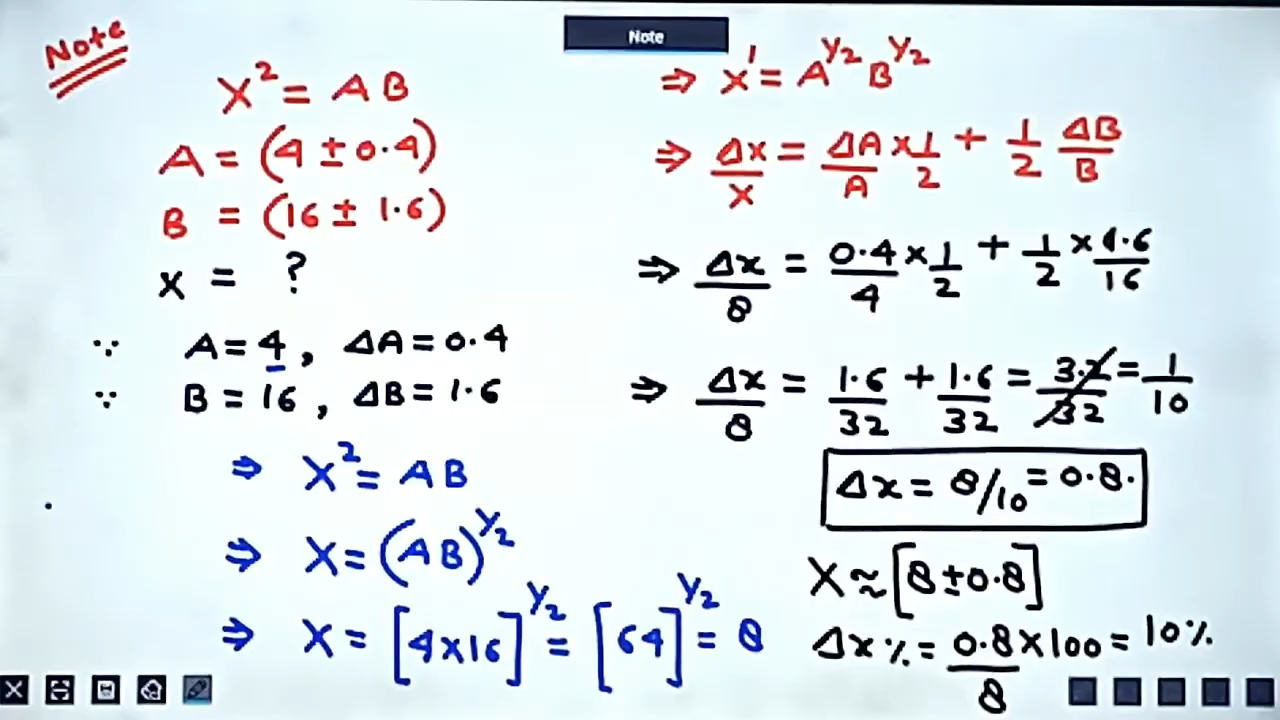 Note
Note
X² = AB
A = (4 ± 0.4)
B = (16 ± 1.6)
x = ?
∵ A = 4, ΔA = 0.4
∵ B = 16, ΔB = 1.6
⇒ X² = AB
⇒ X = (AB)^1/2
⇒ X = [4×16]^1/2 = [64]^1/2 = 8
⇒ X¹ = A^1/2 B^1/2
⇒ Δx/X = ΔA/A × 1/2 + 1/2 ΔB/B
⇒ Δx/8 = 0.4/4 × 1/2 + 1/2 × 1.6/16
⇒ Δx/8 = 1.6/32 + 1.6/32 = 3.2/32 = 1/10
Δx = 8/10 = 0.8.
X ≈ [8 ± 0.8]
Δx % = 0.8/8 × 100 = 10%